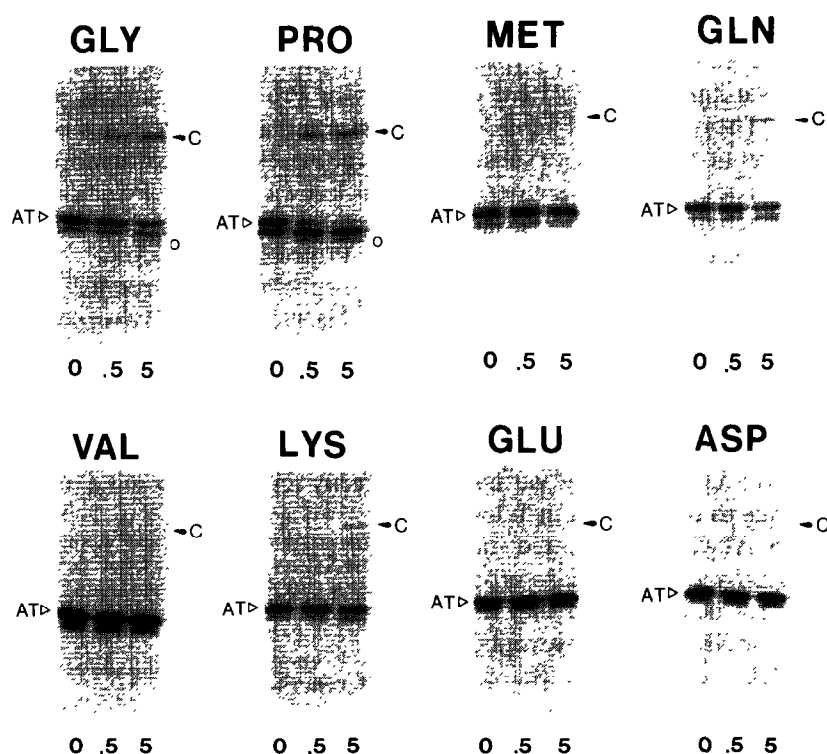 GLY PRO MET GLN
C C C C
AT AT AT AT
o o
0 .5 5 0 .5 5 0 .5 5 0 .5 5
VAL LYS GLU ASP
C C C C
AT AT AT AT
0 .5 5 0 .5 5 0 .5 5 0 .5 5